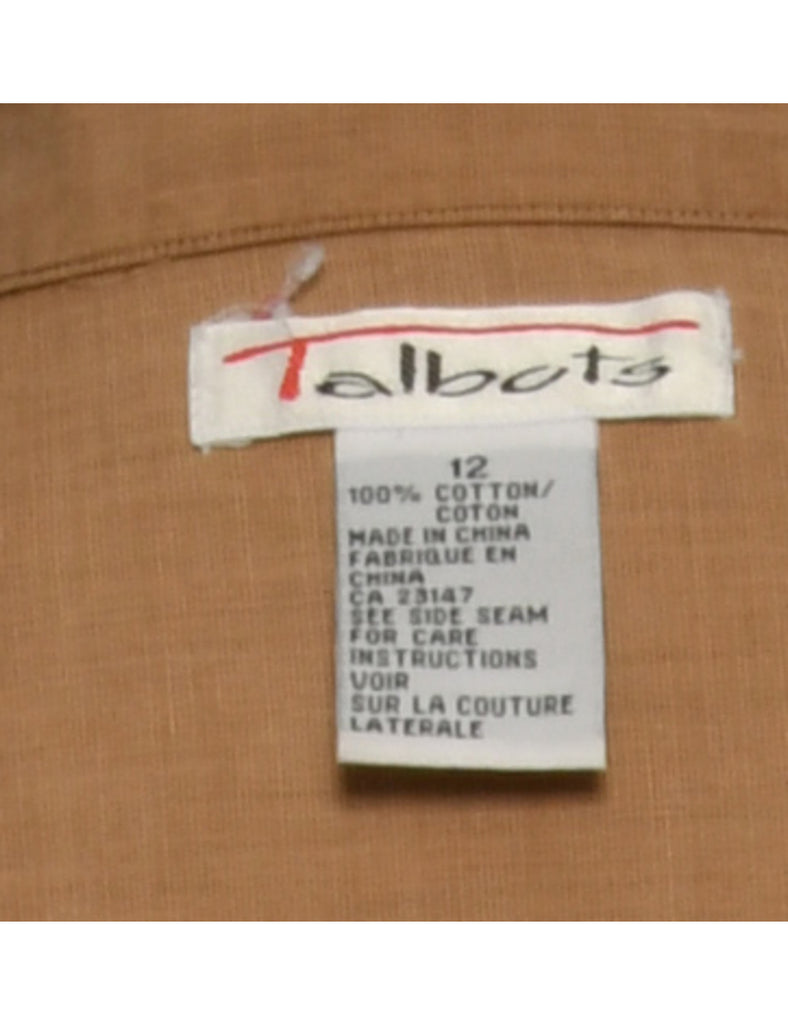 Talbots
12
100% COTTON/
COTON
MADE IN CHINA
FABRIQUE EN
CHINA
CA 23147
SEE SIDE SEAM
FOR CARE
INSTRUCTIONS
VOIR
SUR LA COUTURE
LATERALE